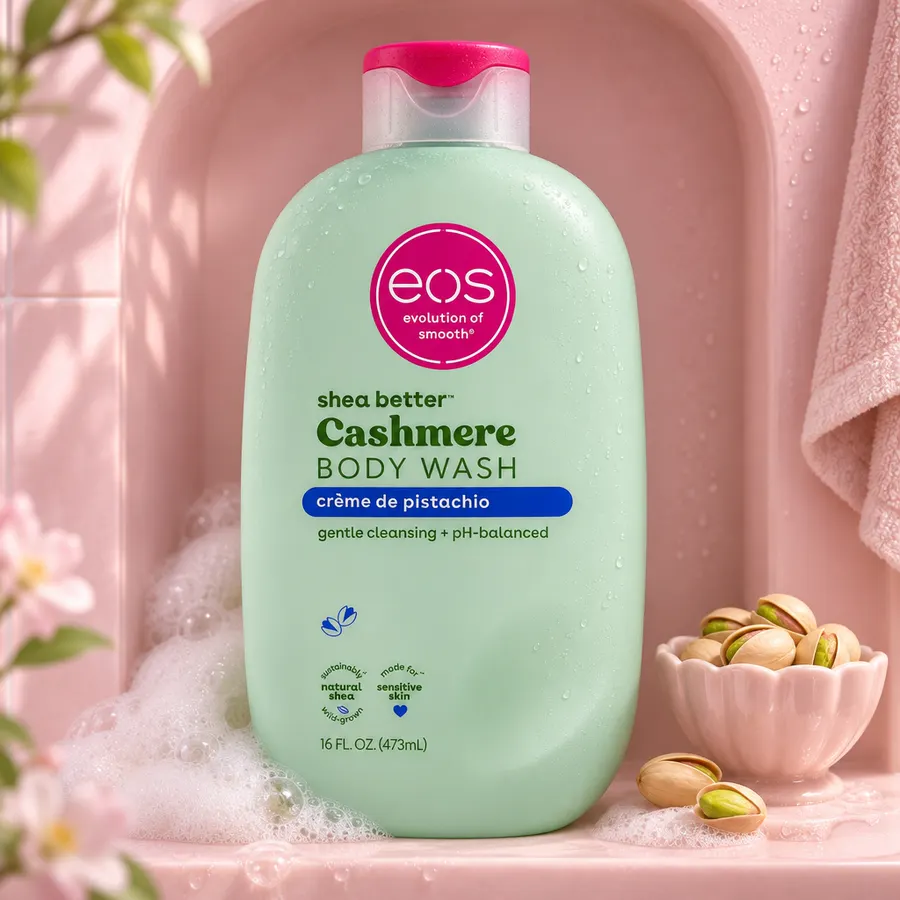 eos
evolution of
smooth®
shea better™
Cashmere
BODY WASH
crème de pistachio
gentle cleansing + pH-balanced
sustainably
natural
shea
wild-grown
made for
sensitive
skin
16 FL. OZ. (473mL)